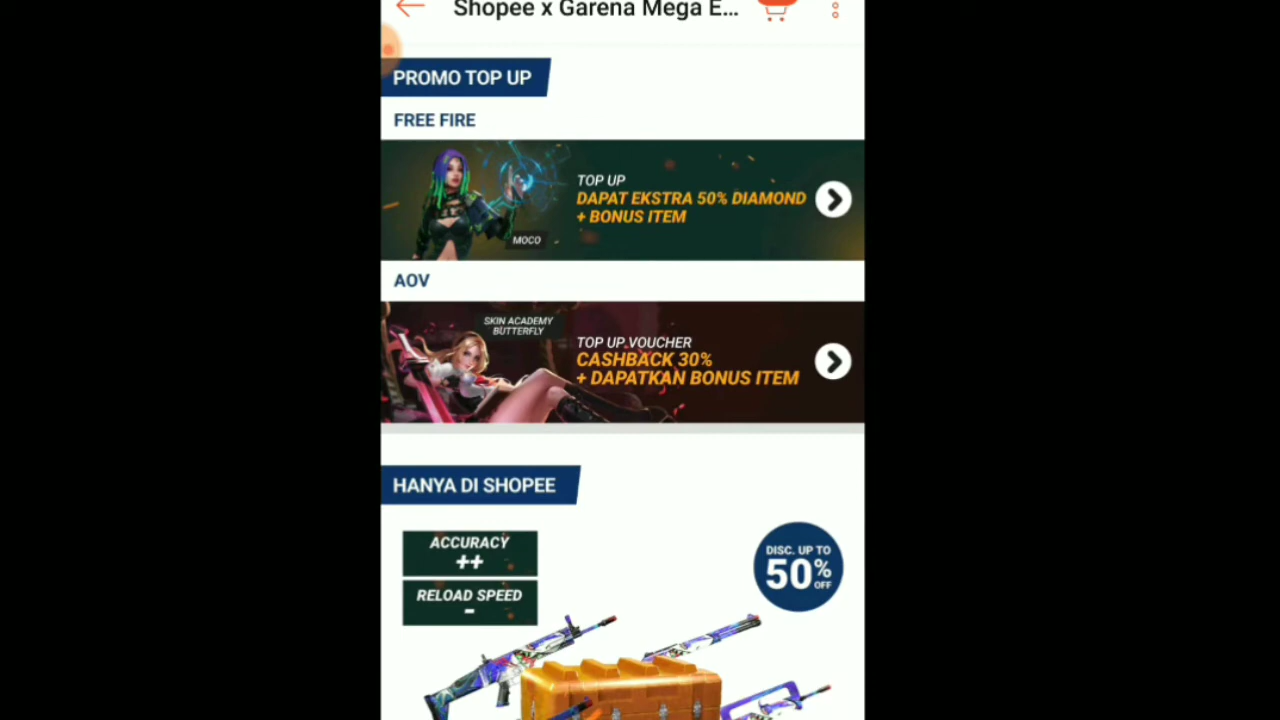 Shopee x Garena Mega E...
PROMO TOP UP
FREE FIRE
TOP UP
DAPAT EKSTRA 50% DIAMOND
+ BONUS ITEM
MOCO
AOV
SKIN ACADEMY
BUTTERFLY
TOP UP VOUCHER
CASHBACK 30%
+ DAPATKAN BONUS ITEM
HANYA DI SHOPEE
ACCURACY
++
RELOAD SPEED
-
DISC. UP TO
50%
OFF